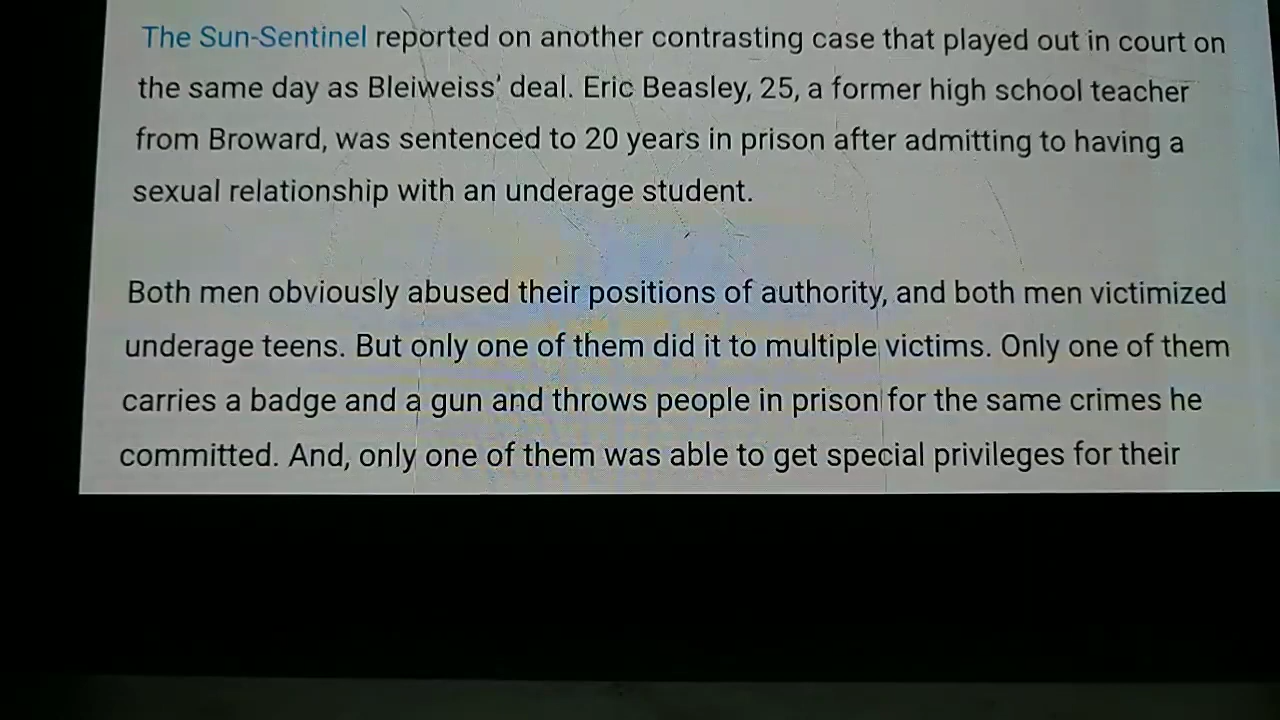 The Sun-Sentinel reported on another contrasting case that played out in court on
the same day as Bleiweiss' deal. Eric Beasley, 25, a former high school teacher
from Broward, was sentenced to 20 years in prison after admitting to having a
sexual relationship with an underage student.
Both men obviously abused their positions of authority, and both men victimized
underage teens. But only one of them did it to multiple victims. Only one of them
carries a badge and a gun and throws people in prison for the same crimes he
committed. And, only one of them was able to get special privileges for their